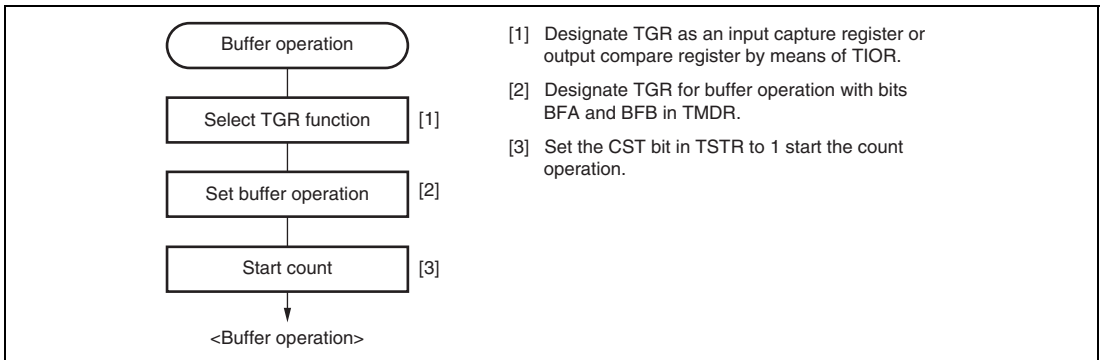 Buffer operation
Select TGR function [1]
Set buffer operation [2]
Start count [3]
<Buffer operation>
[1] Designate TGR as an input capture register or
output compare register by means of TIOR.
[2] Designate TGR for buffer operation with bits
BFA and BFB in TMDR.
[3] Set the CST bit in TSTR to 1 start the count
operation.